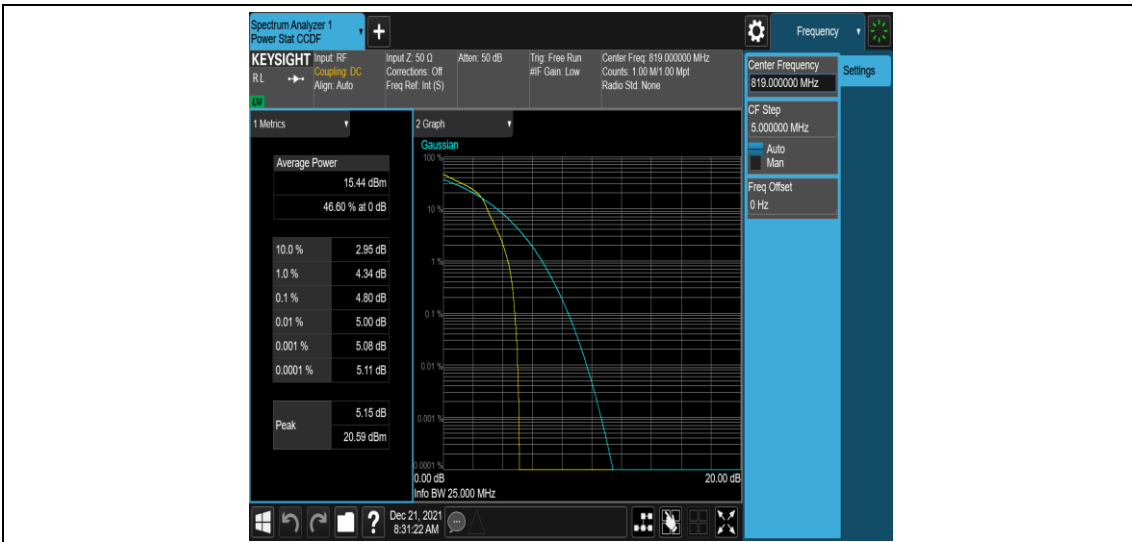 Spectrum Analyzer 1
Power Stat CCDF
+
Frequency
KEYSIGHT
Input: RF
Coupling: DC
Align: Auto
RL
LXI
Input Z: 50 Ω
Corrections: Off
Freq Ref: Int (S)
Atten: 50 dB
Trig: Free Run
#IF Gain: Low
Center Freq: 819.000000 MHz
Counts: 1.00 M/1.00 Mpt
Radio Std: None
Center Frequency
819.000000 MHz
Settings
CF Step
5.000000 MHz
Auto
Man
Freq Offset
0 Hz
1 Metrics
Average Power
15.44 dBm
46.60 % at 0 dB
10.0 % 2.95 dB
1.0 % 4.34 dB
0.1 % 4.80 dB
0.01 % 5.00 dB
0.001 % 5.08 dB
0.0001 % 5.11 dB
Peak
5.15 dB
20.59 dBm
2 Graph
Gaussian
100 %
10 %
1 %
0.1 %
0.01 %
0.001 %
0.0001 %
0.00 dB
20.00 dB
Info BW 25.000 MHz
?
Dec 21, 2021
8:31:22 AM